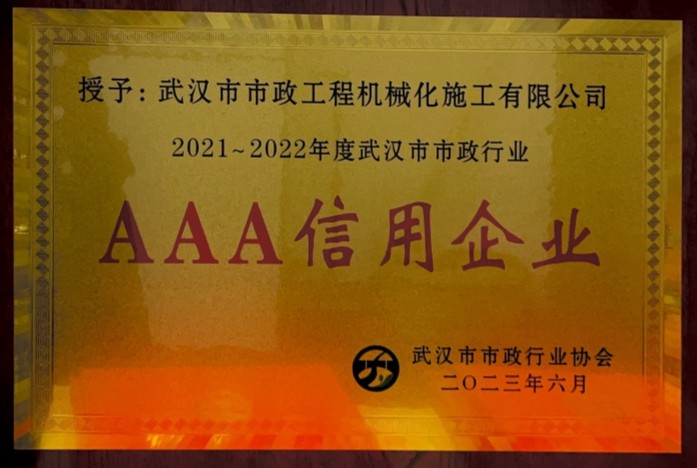 授予：武汉市市政工程机械化施工有限公司
2021~2022年度武汉市市政行业
AAA信用企业
武汉市市政行业协会
二〇二三年六月